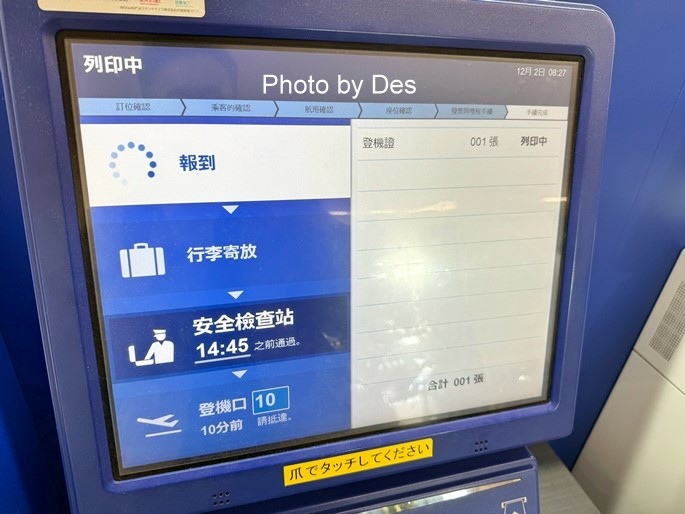 列印中
12月 2日 08:27
Photo by Des
訂位確認
乘客的確認
航班確認
座位確認
手續完成
報到
登機證 001 張 列印中
行李寄放
安全檢查站
14:45 之前通過。
登機口 10
10分前 請抵達。
合計 001 張
爪でタッチしてください